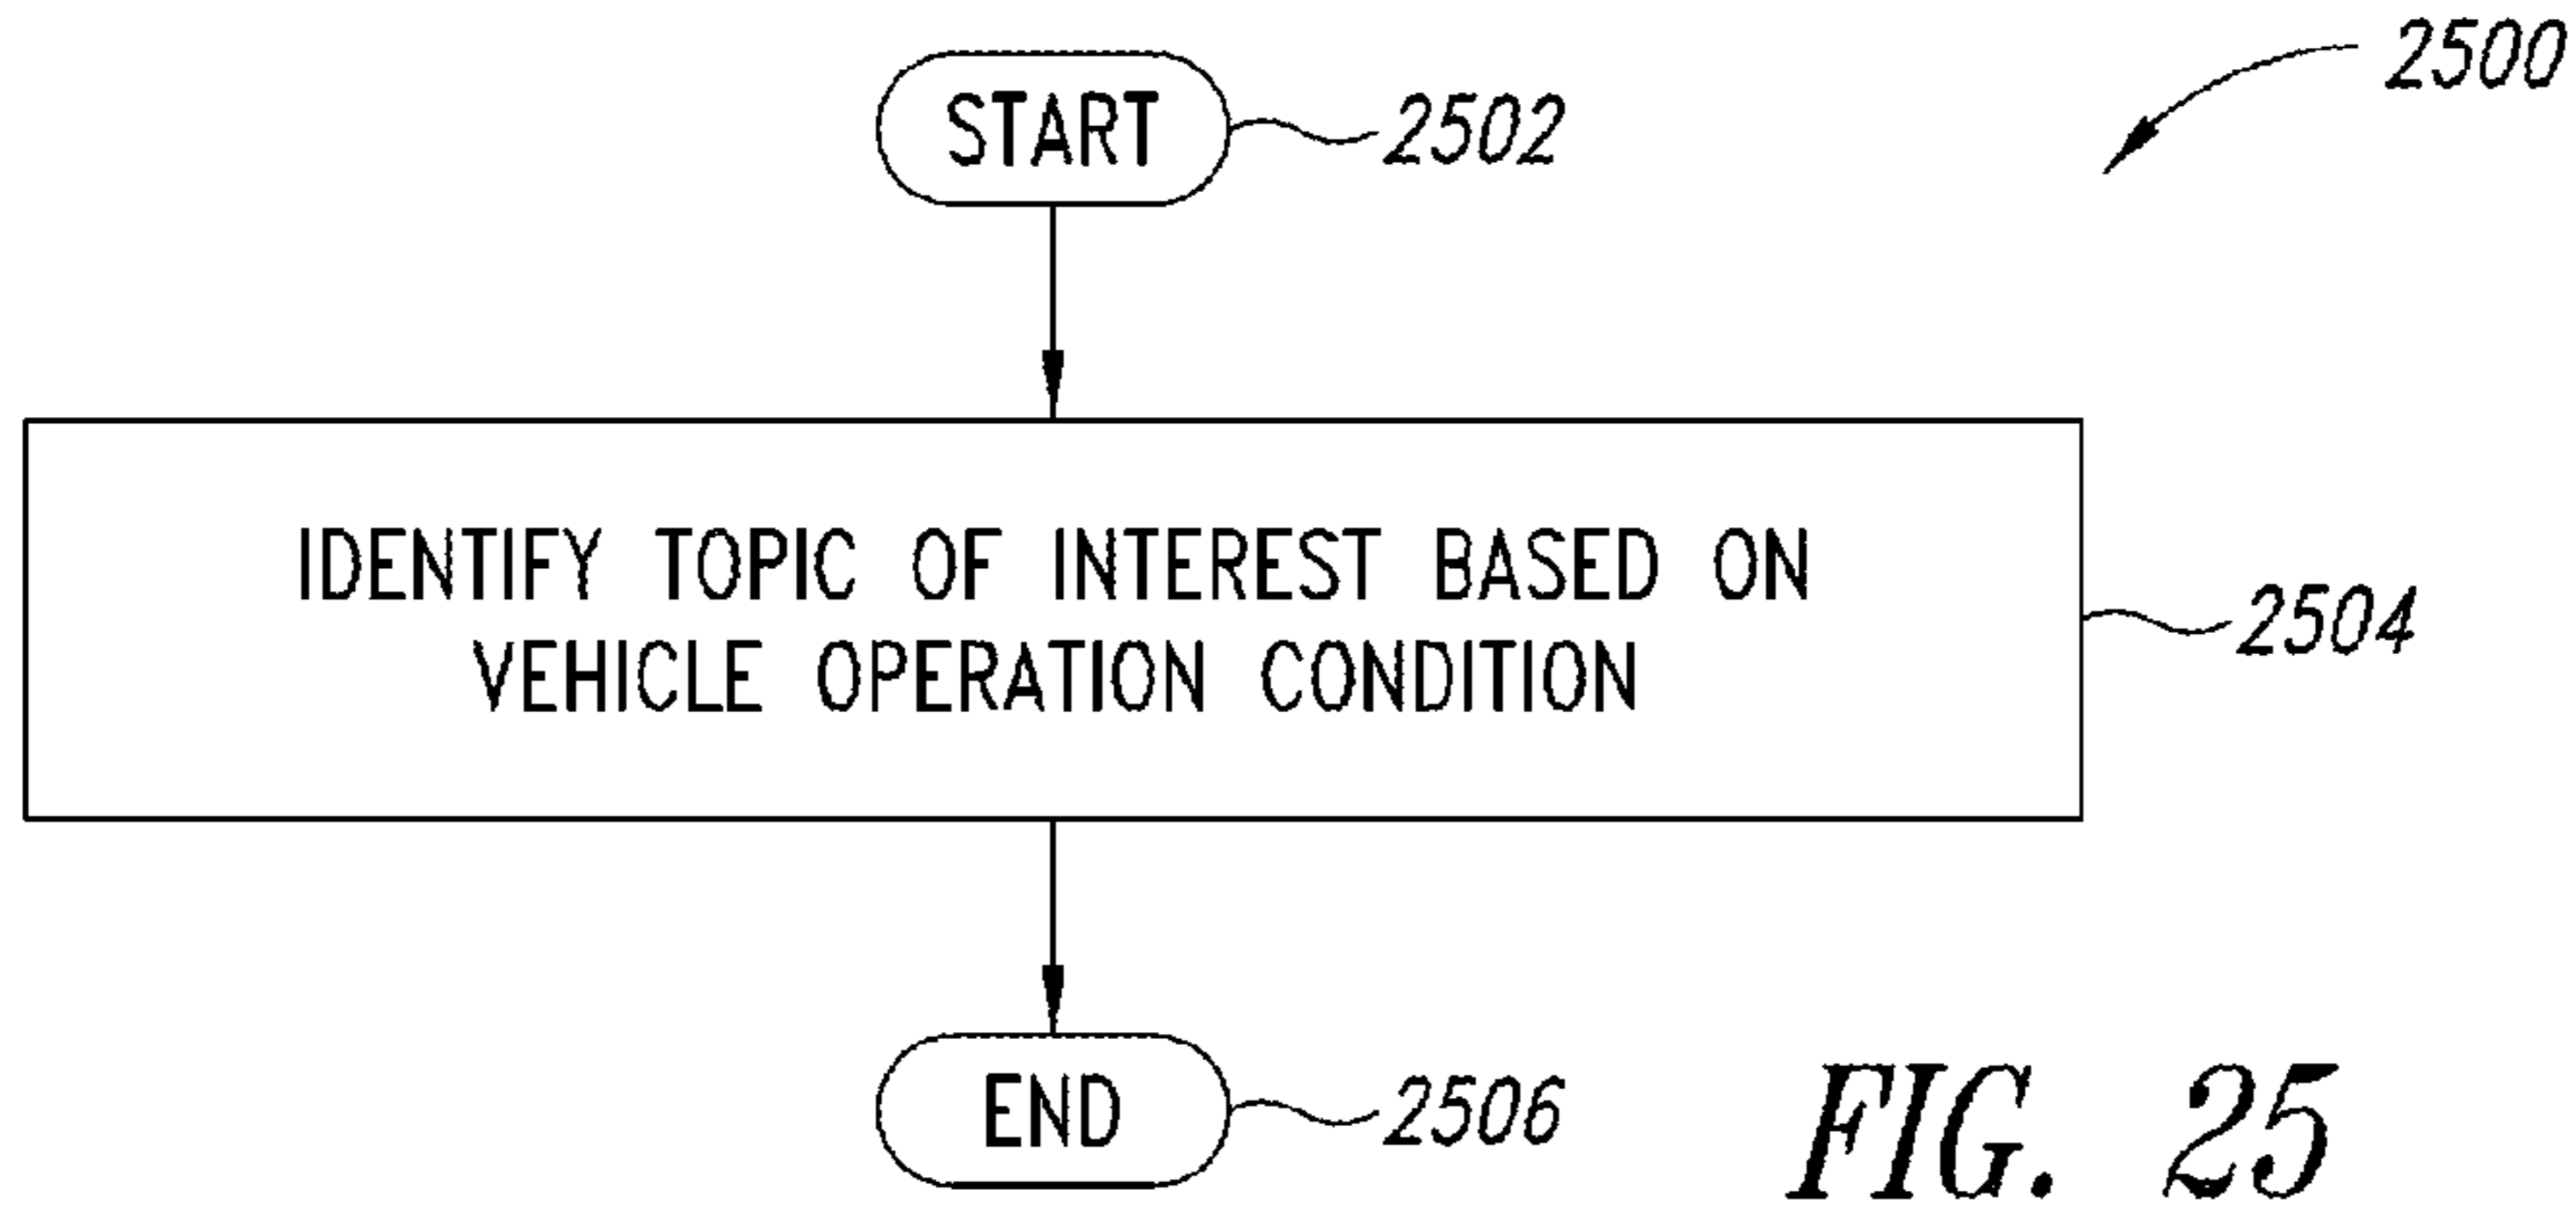 2500
START
2502
IDENTIFY TOPIC OF INTEREST BASED ON
VEHICLE OPERATION CONDITION
2504
END
2506
FIG. 25